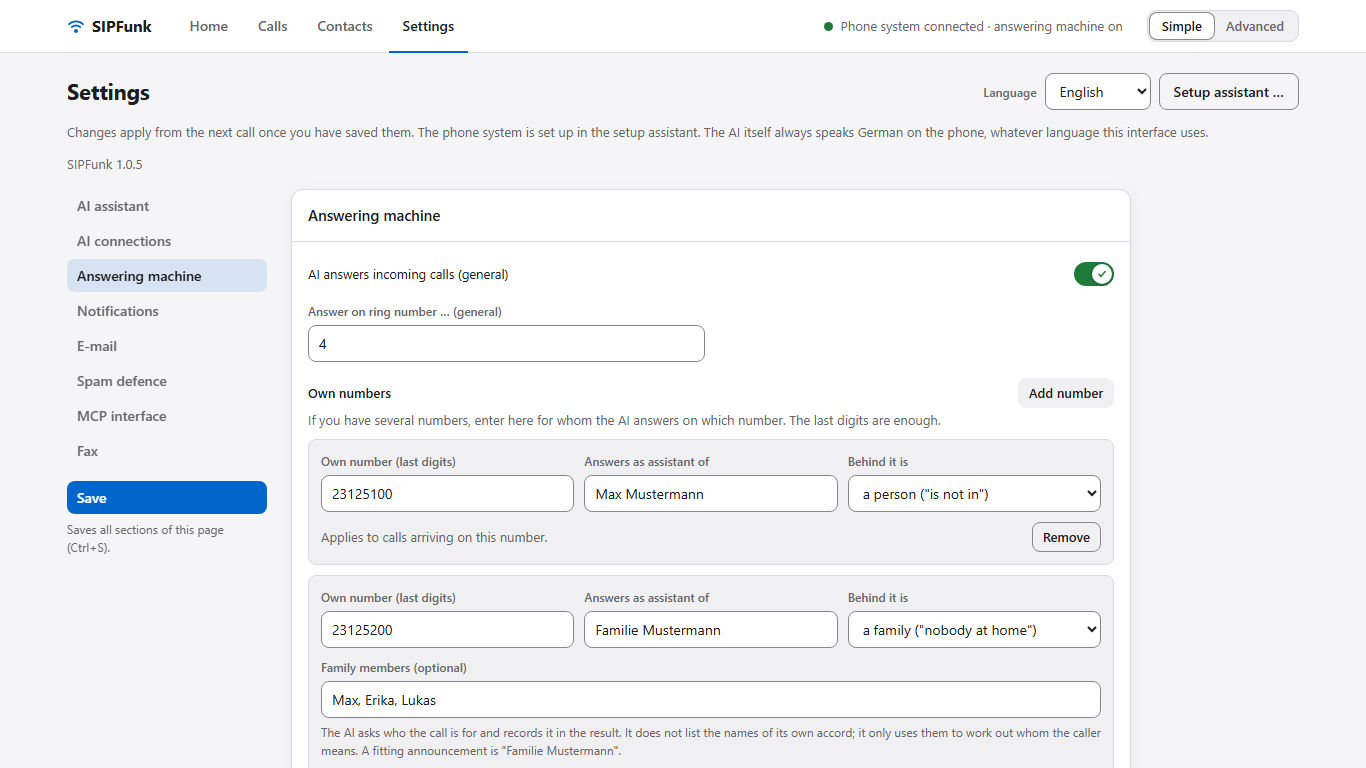 SIPFunk
Home
Calls
Contacts
Settings
Phone system connected · answering machine on
Simple
Advanced
Settings
Language
English
Setup assistant ...
Changes apply from the next call once you have saved them. The phone system is set up in the setup assistant. The AI itself always speaks German on the phone, whatever language this interface uses.
SIPFunk 1.0.5
AI assistant
AI connections
Answering machine
Notifications
E-mail
Spam defence
MCP interface
Fax
Save
Saves all sections of this page
(Ctrl+S).
Answering machine
AI answers incoming calls (general)
Answer on ring number ... (general)
4
Own numbers
Add number
If you have several numbers, enter here for whom the AI answers on which number. The last digits are enough.
Own number (last digits)
Answers as assistant of
Behind it is
23125100
Max Mustermann
a person ("is not in")
Applies to calls arriving on this number.
Remove
Own number (last digits)
Answers as assistant of
Behind it is
23125200
Familie Mustermann
a family ("nobody at home")
Family members (optional)
Max, Erika, Lukas
The AI asks who the call is for and records it in the result. It does not list the names of its own accord; it only uses them to work out whom the caller
means. A fitting announcement is "Familie Mustermann".